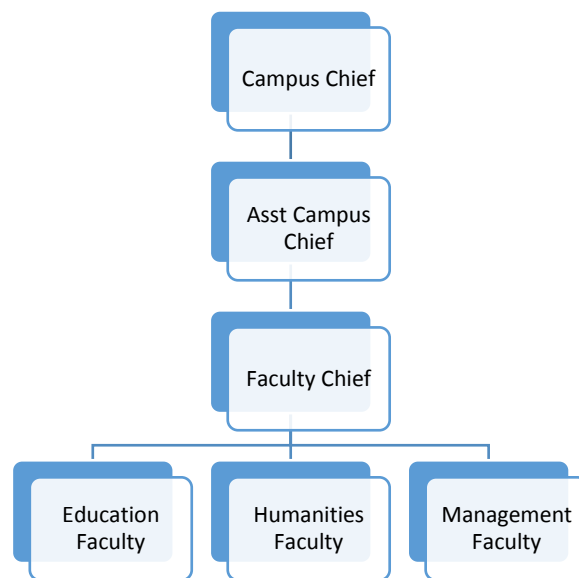 Campus Chief
Asst Campus
Chief
Faculty Chief
Education
Faculty
Humanities
Faculty
Management
Faculty